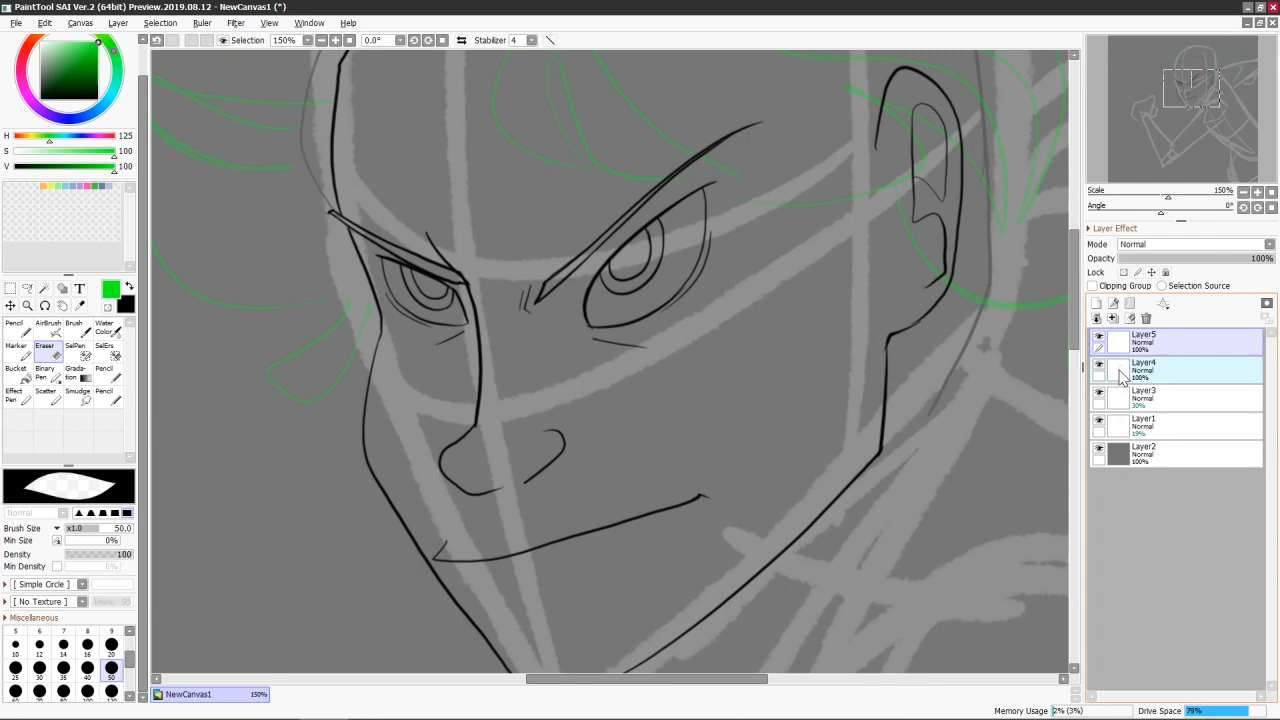 PaintTool SAI Ver.2 (64bit) Preview.2019.08.12 - NewCanvas1 (*)
File Edit Canvas Layer Selection Ruler Filter View Window Help
Selection 150% 0.0° Stabilizer 4
H 125
S 100
V 100
T
Pencil AirBrush Brush Water Color
Marker Eraser SelPen SelErs
Bucket Binary Pen Gradation Pencil
Effect Pen Scatter Smudge Pencil
Normal
Brush Size x1.0 50.0
Min Size 0%
Density 100
Min Density 0%
[ Simple Circle ]
[ No Texture ]
Miscellaneous
5 6 7 8 9
10 12 14 16 20
25 30 35 40 50
NewCanvas1 150%
Scale 150%
Angle 0°
Layer Effect
Mode Normal
Opacity 100%
Lock
Clipping Group Selection Source
Layer5
Normal
100%
Layer4
Normal
100%
Layer3
Normal
30%
Layer1
Normal
19%
Layer2
Normal
100%
Memory Usage 2% (3%) Drive Space 79%